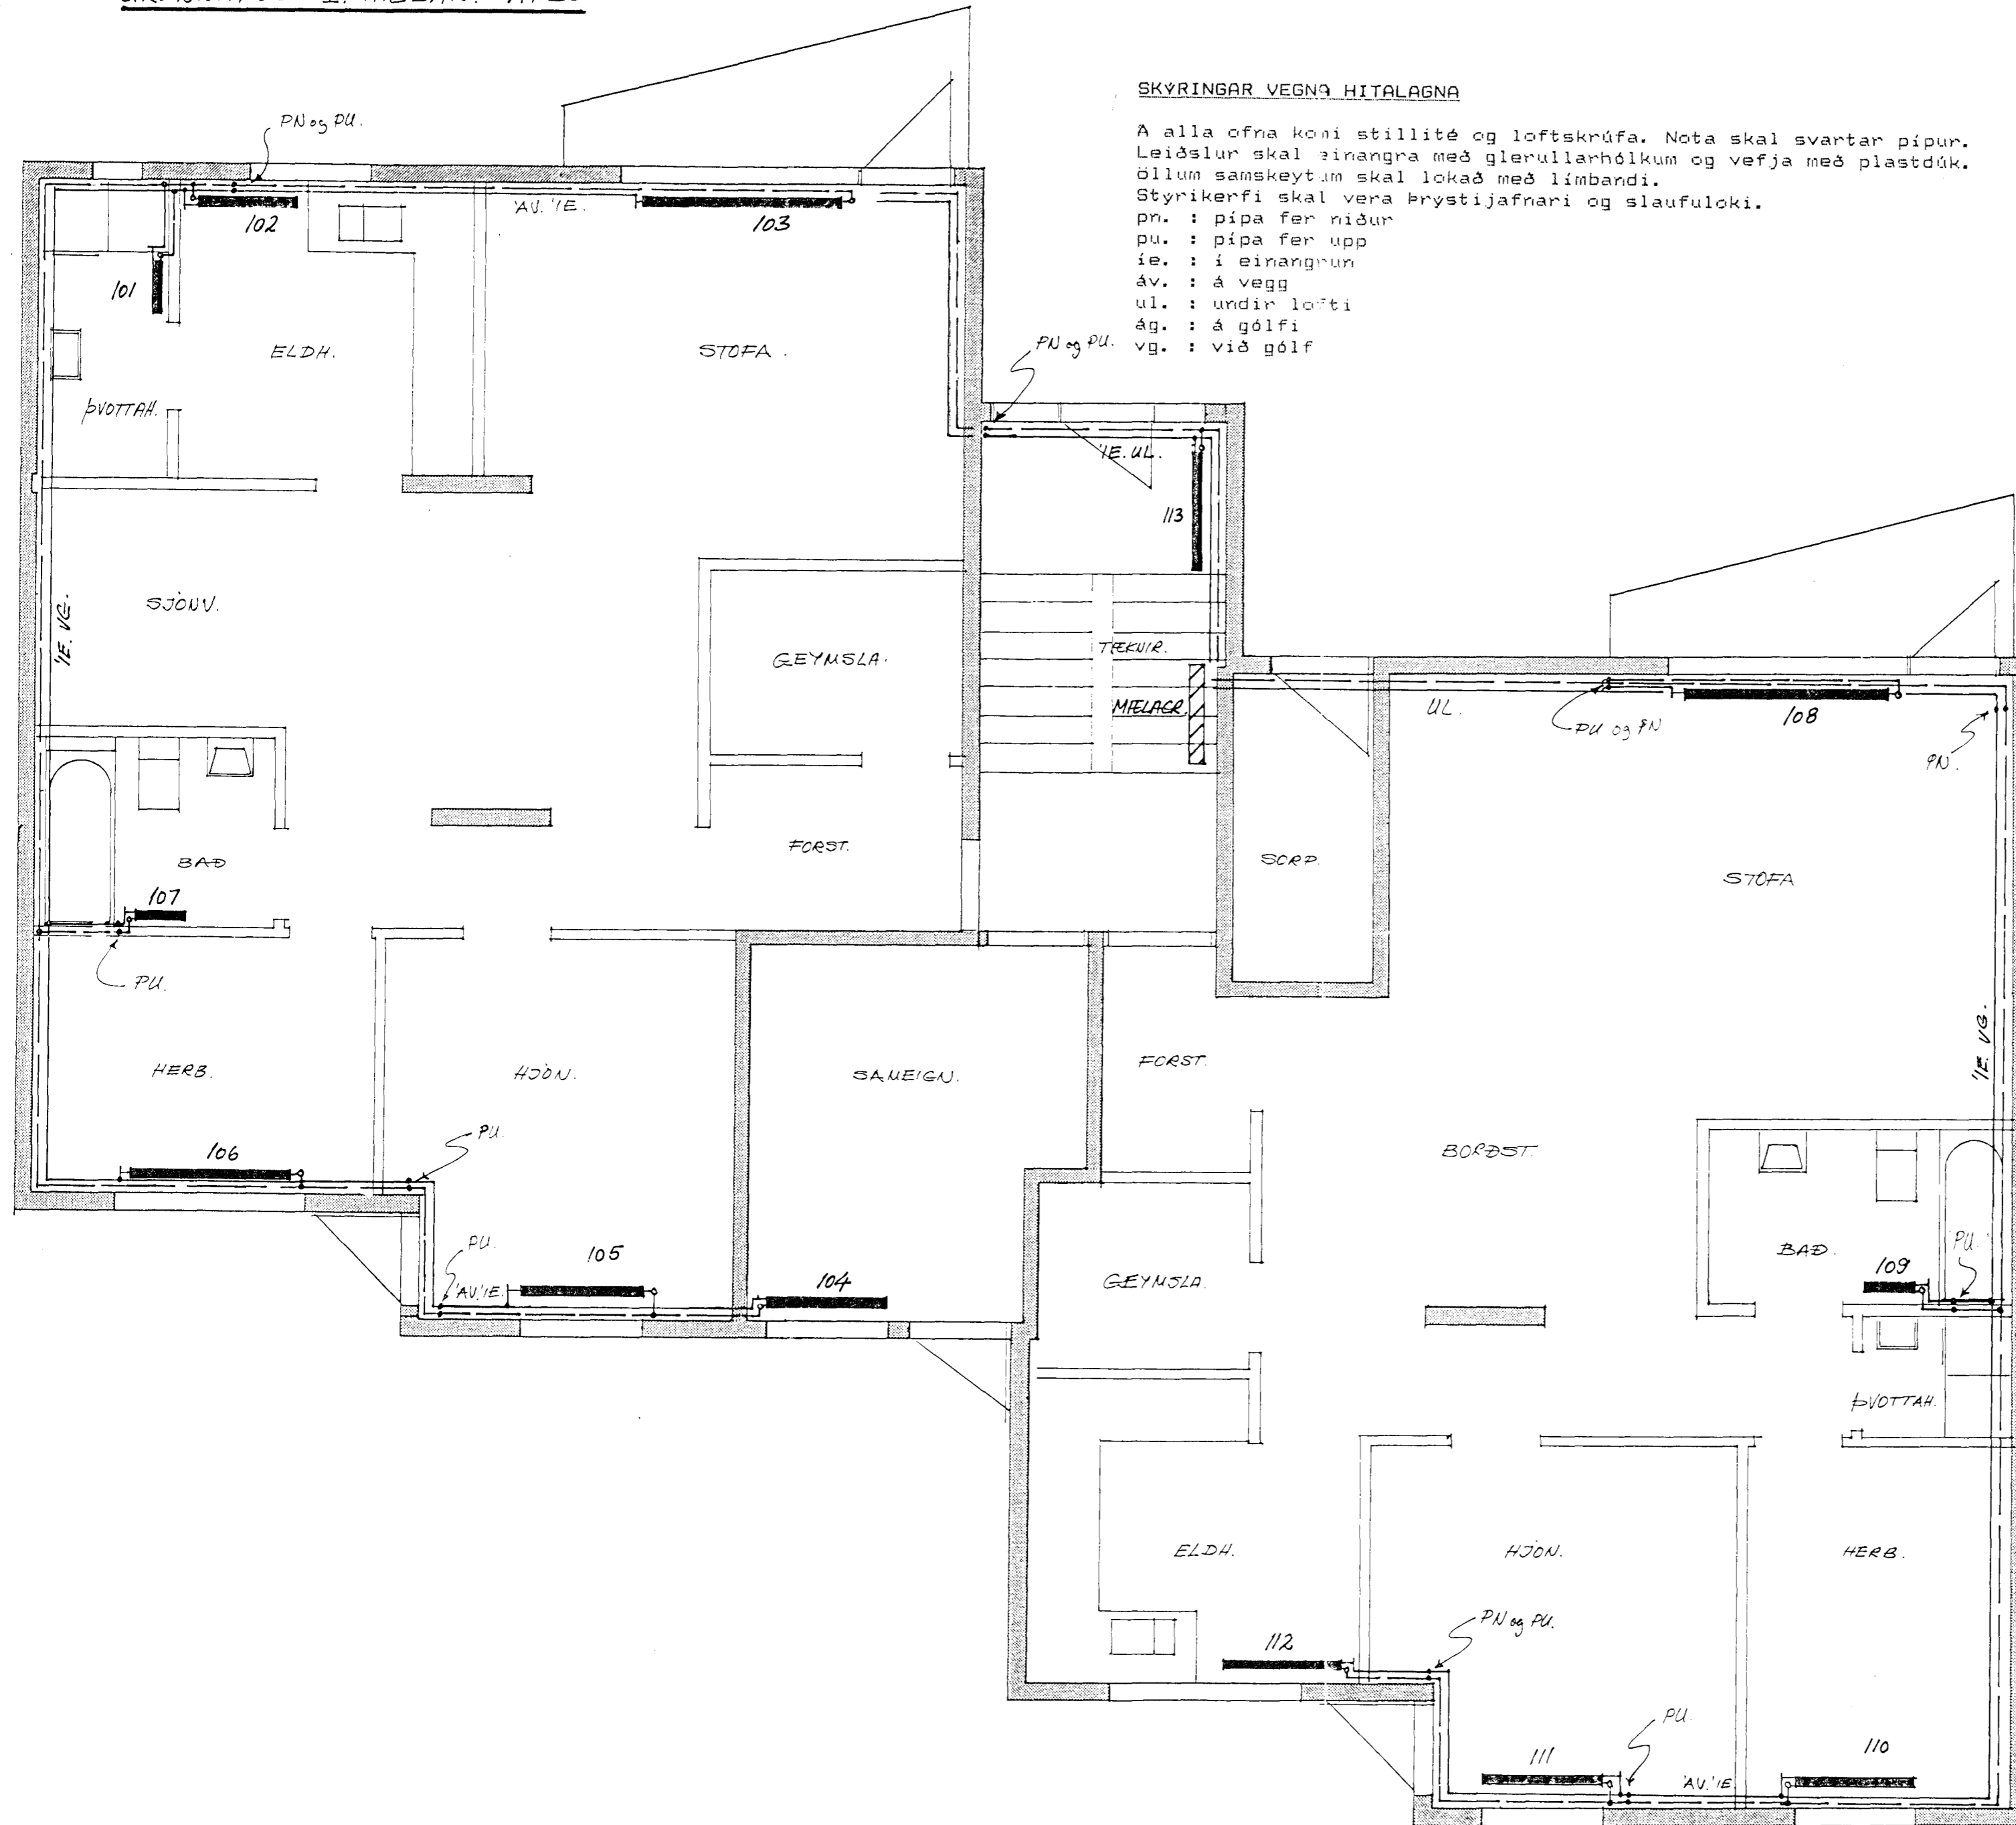 SKÝRINGAR VEGNA HITALAGNA
A alla ofna komi stillité og loftskrúfa. Nota skal svartar pípur.
Leiðslur skal einangra með glerullarhólkum og vefja með plastdúk.
öllum samskeytum skal lokað með límbandi.
Stýrikerfi skal vera þrýstijafnari og slaufuloki.
pn. : pípa fer niður
pu. : pípa fer upp
íe. : í einangrun
áv. : á vegg
ul. : undir lofti
ág. : á gólfi
vg. : við gólf
PN og PU.
102
ÁV. ÍE.
103
101
ELDH.
STOFA.
PN og PU.
ÞVOTTAH.
ÍE. UL.
113
SJÓNV.
ÍE. VG.
GEYMSLA.
TÆKNIR.
MÆLAGR.
UL.
PU og PN
108
PN.
BAÐ
107
FORST.
SORP.
STOFA
PU.
HERB.
HJÓN.
SAMEIGN.
FORST.
ÍE. VG.
106
PU.
BORÐST.
PU.
ÁV. ÍE.
105
104
GEYMSLA.
BAÐ.
109
PU.
ÞVOTTAH.
ELDH.
HJÓN.
HERB.
112
PN og PU.
PU.
111
ÁV. ÍE
110